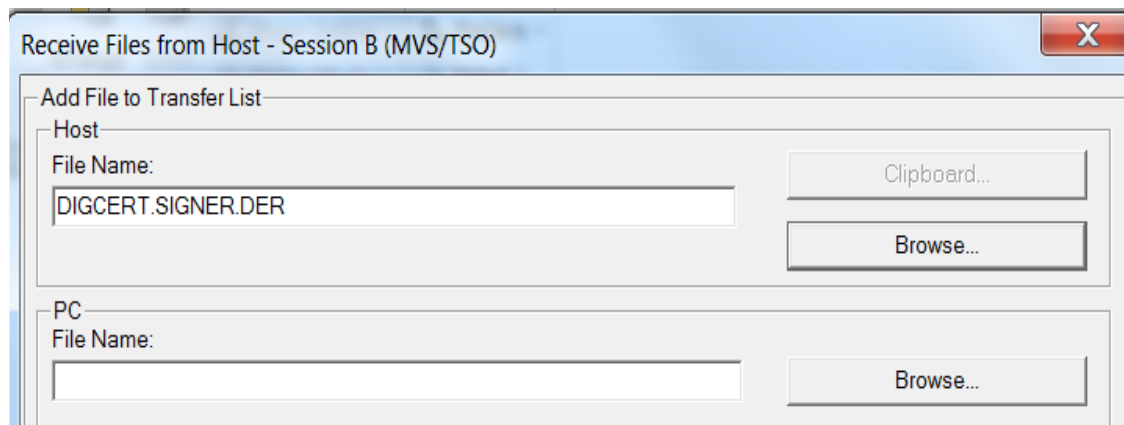 Receive Files from Host - Session B (MVS/TSO)
X
Add File to Transfer List
Host
File Name:
Clipboard...
DIGCERT.SIGNER.DER
Browse...
PC
File Name:
Browse...